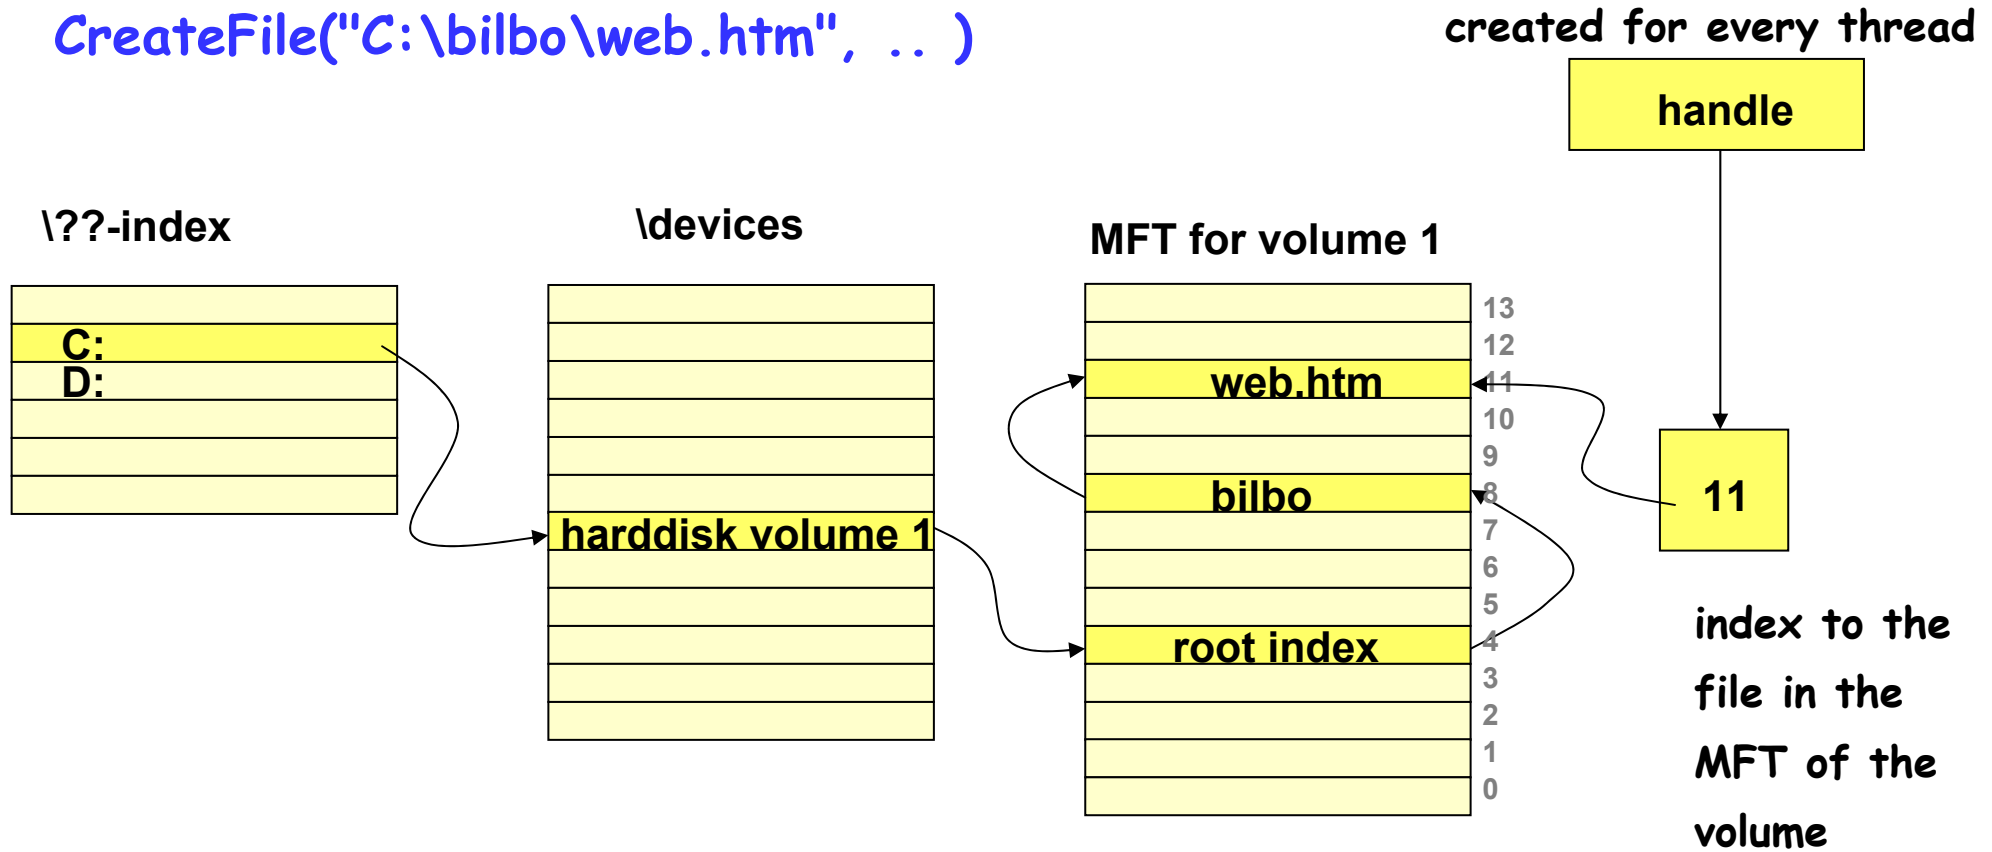 CreateFile("C:\bilbo\web.htm", .. )
created for every thread
handle
\??-index
C:
D:
\devices
harddisk volume 1
MFT for volume 1
13
12
web.htm
11
10
9
bilbo
8
7
6
5
root index
4
3
2
1
0
11
index to the
file in the
MFT of the
volume